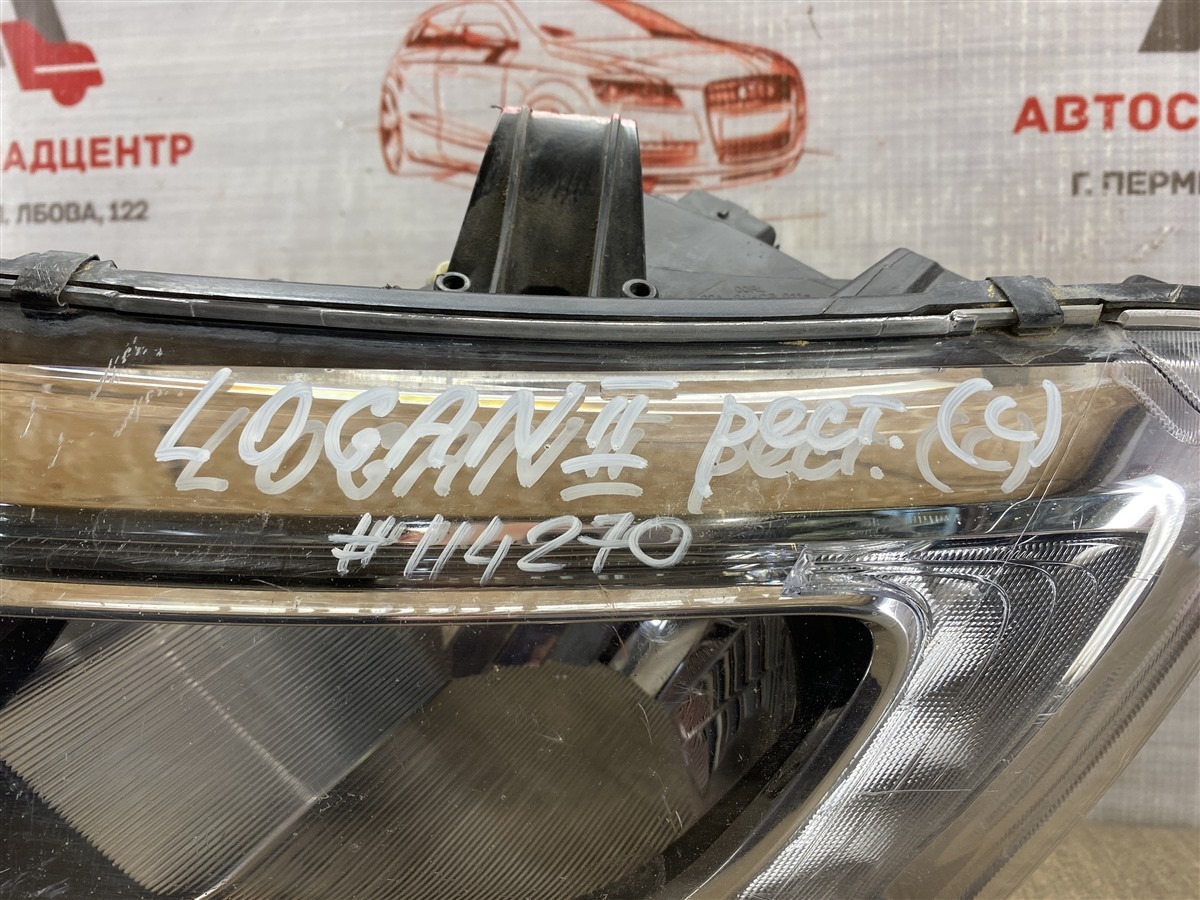 АДЦЕНТР
ЛБОВА, 122
АВТОС
Г. ПЕРМ
LOGAN II рест. (с)
#114270